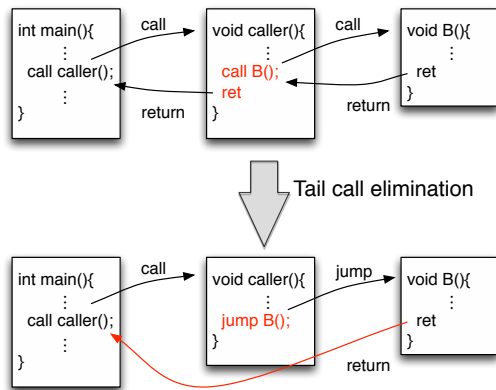 int main(){
⋮
call caller();
⋮
}
call
void caller(){
⋮
call B();
ret
}
call
void B(){
⋮
ret
}
return
return
Tail call elimination
int main(){
⋮
call caller();
⋮
}
call
void caller(){
⋮
jump B();
}
jump
void B(){
⋮
ret
}
return